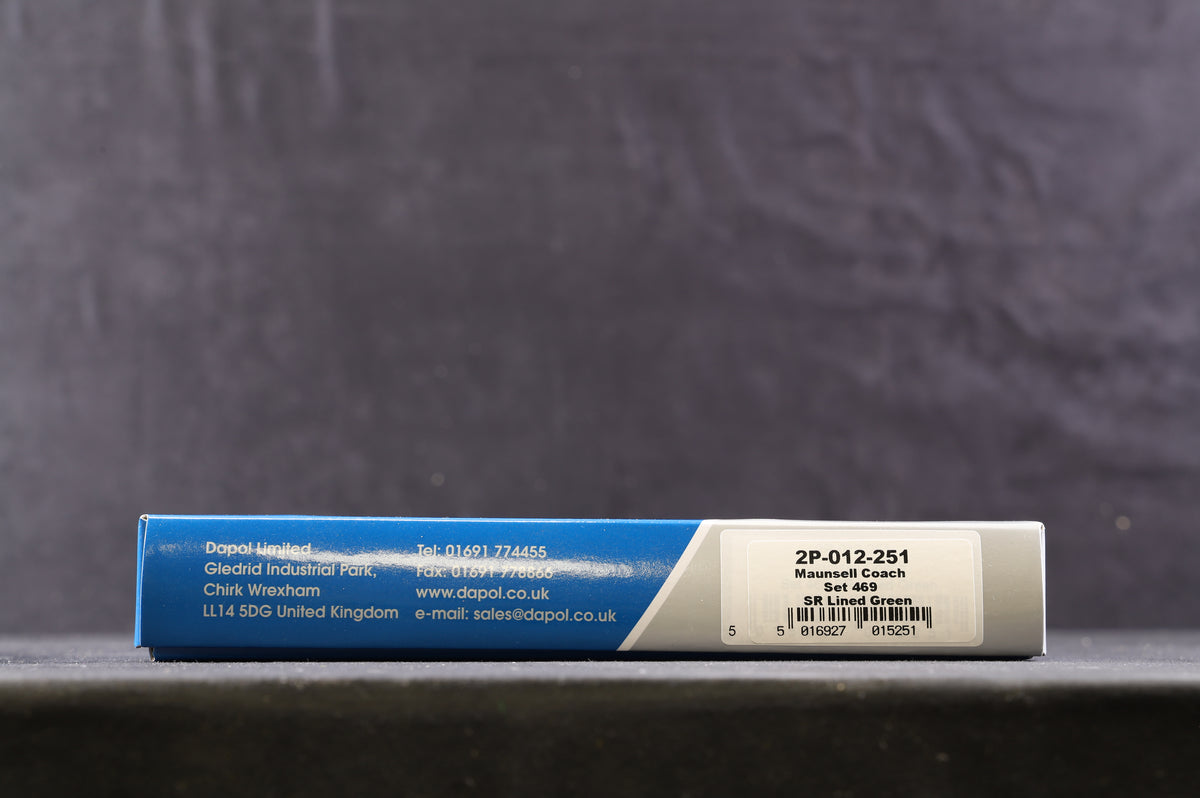 Dapol Limited
Gledrid Industrial Park,
Chirk Wrexham
LL14 5DG United Kingdom
Tel: 01691 774455
Fax: 01691 778866
www.dapol.co.uk
e-mail: sales@dapol.co.uk
2P-012-251
Maunsell Coach
Set 469
SR Lined Green
5 5 016927 015251